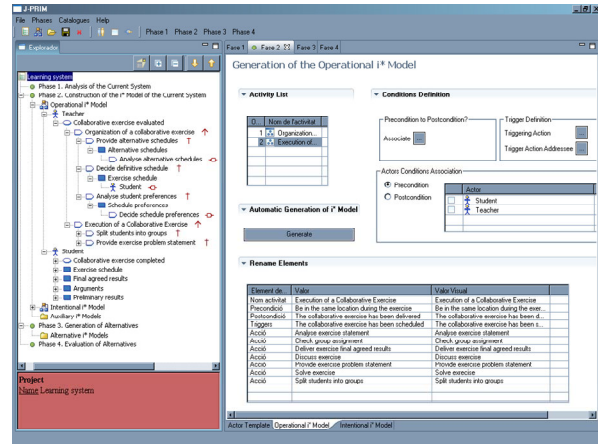 J-PRIM
File Phases Catalogues Help
Phase 1 Phase 2 Phase 3 Phase 4
Explorador
Learning system
Phase 1. Analysis of the Current System
Phase 2. Construction of the i* Model of the Current System
Operational i* Model
Teacher
Collaborative exercise evaluated
Organization of a collaborative exercise
Provide alternative schedules
Alternative schedules
Analyse alternative schedules
Decide definitive schedule
Exercise schedule
Student
Analyse student preferences
Schedule preferences
Decide schedule preferences
Execution of a Collaborative Exercise
Split students into groups
Provide exercise problem statement
Student
Collaborative exercise completed
Exercise schedule
Final agreed results
Arguments
Preliminary results
Intentional i* Model
Auxiliary i* Models
Phase 3. Generation of Alternatives
Alternative i* Models
Phase 4. Evaluation of Alternatives
Project
Name Learning system
Fase 1 Fase 2 Fase 3 Fase 4
Generation of the Operational i* Model
Activity List
O... Nom de l'activitat
1 Organization...
2 Execution of...
Conditions Definition
Precondition to Postcondition?
Associate ...
Trigger Definition
Triggering Action ...
Trigger Action Addressee ...
Actors Conditions Association
Precondition
Postcondition
Actor
Student
Teacher
Automatic Generation of i* Model
Generate
Rename Elements
Element de... Valor Valor Visual
Nom activitat Execution of a Collaborative Exercise Execution of a Collaborative Exercise
Precondició Be in the same location during the exercise Be in the same location during the exer...
Postcondició The collaborative exercise has been delivered The collaborative exercise has been d...
Triggers The collaborative exercise has been scheduled The collaborative exercise has been s...
Acció Analyse exercise statement Analyse exercise statement
Acció Check group assignment Check group assignment
Acció Deliver exercise final agreed results Deliver exercise final agreed results
Acció Discuss exercise Discuss exercise
Acció Provide exercise problem statement Provide exercise problem statement
Acció Solve exercise Solve exercise
Acció Split students into groups Split students into groups
Actor Template Operational i* Model Intentional i* Model